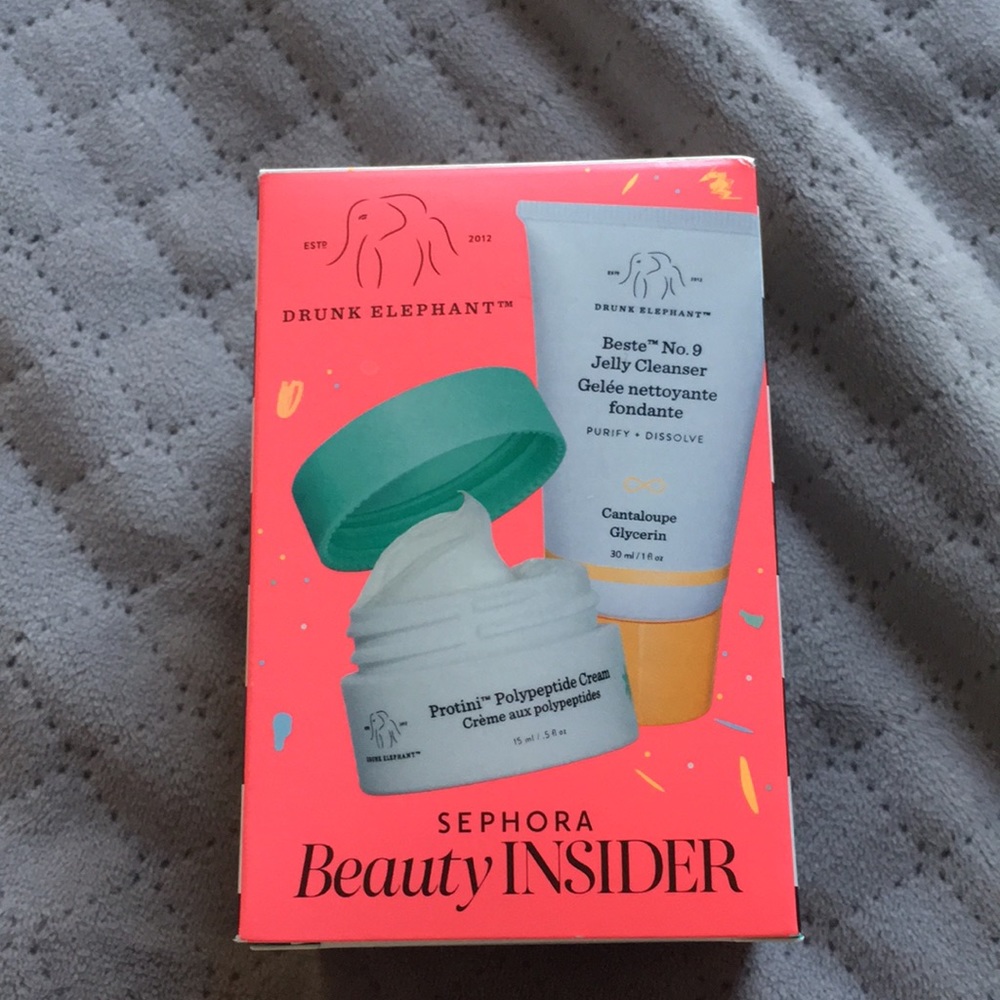 ESTD 2012
DRUNK ELEPHANT™
ESTD 2012
DRUNK ELEPHANT™
Beste™ No. 9
Jelly Cleanser
Gelée nettoyante
fondante
PURIFY • DISSOLVE
Cantaloupe
Glycerin
30 ml / 1 fl oz
Protini™ Polypeptide Cream
Crème aux polypeptides
DRUNK ELEPHANT™
15 ml / .5 fl oz
SEPHORA
Beauty INSIDER